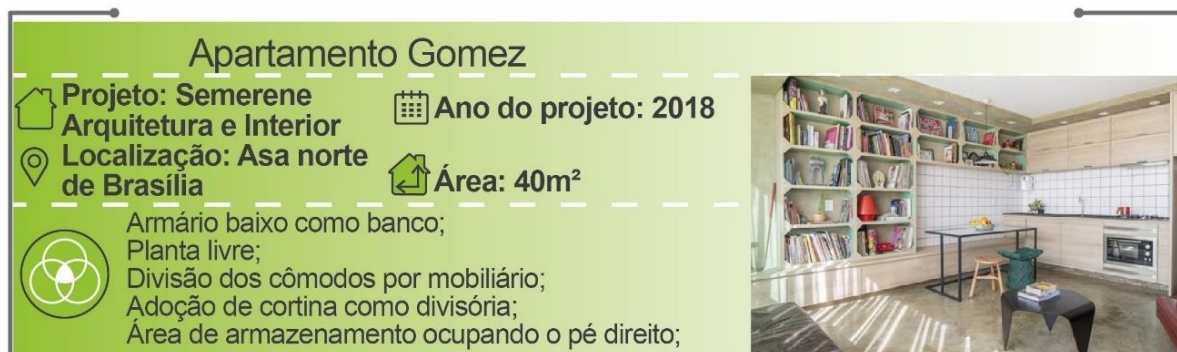 Apartamento Gomez
Projeto: Semerene
Arquitetura e Interior
Localização: Asa norte
de Brasília
Ano do projeto: 2018
Área: 40m²
Armário baixo como banco;
Planta livre;
Divisão dos cômodos por mobiliário;
Adoção de cortina como divisória;
Área de armazenamento ocupando o pé direito;